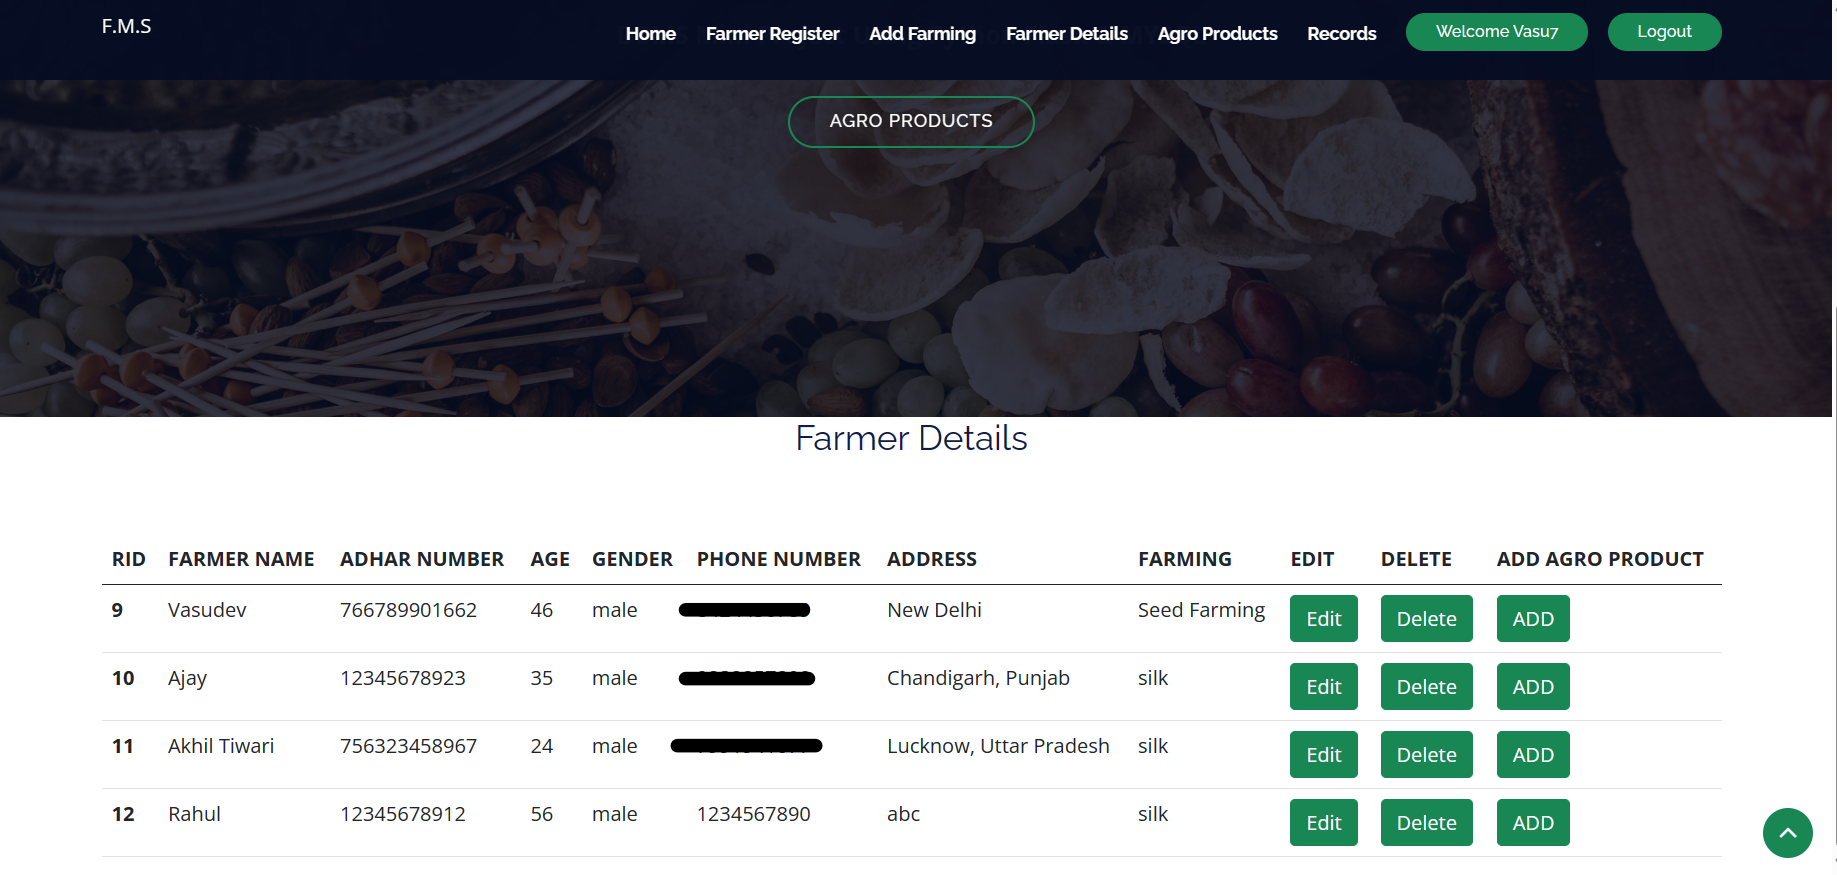 F.M.S
Home Farmer Register Add Farming Farmer Details Agro Products Records Welcome Vasu7 Logout
AGRO PRODUCTS
Farmer Details
RID FARMER NAME ADHAR NUMBER AGE GENDER PHONE NUMBER ADDRESS FARMING EDIT DELETE ADD AGRO PRODUCT
9 Vasudev 766789901662 46 male New Delhi Seed Farming Edit Delete ADD
10 Ajay 12345678923 35 male Chandigarh, Punjab silk Edit Delete ADD
11 Akhil Tiwari 756323458967 24 male Lucknow, Uttar Pradesh silk Edit Delete ADD
12 Rahul 12345678912 56 male 1234567890 abc silk Edit Delete ADD